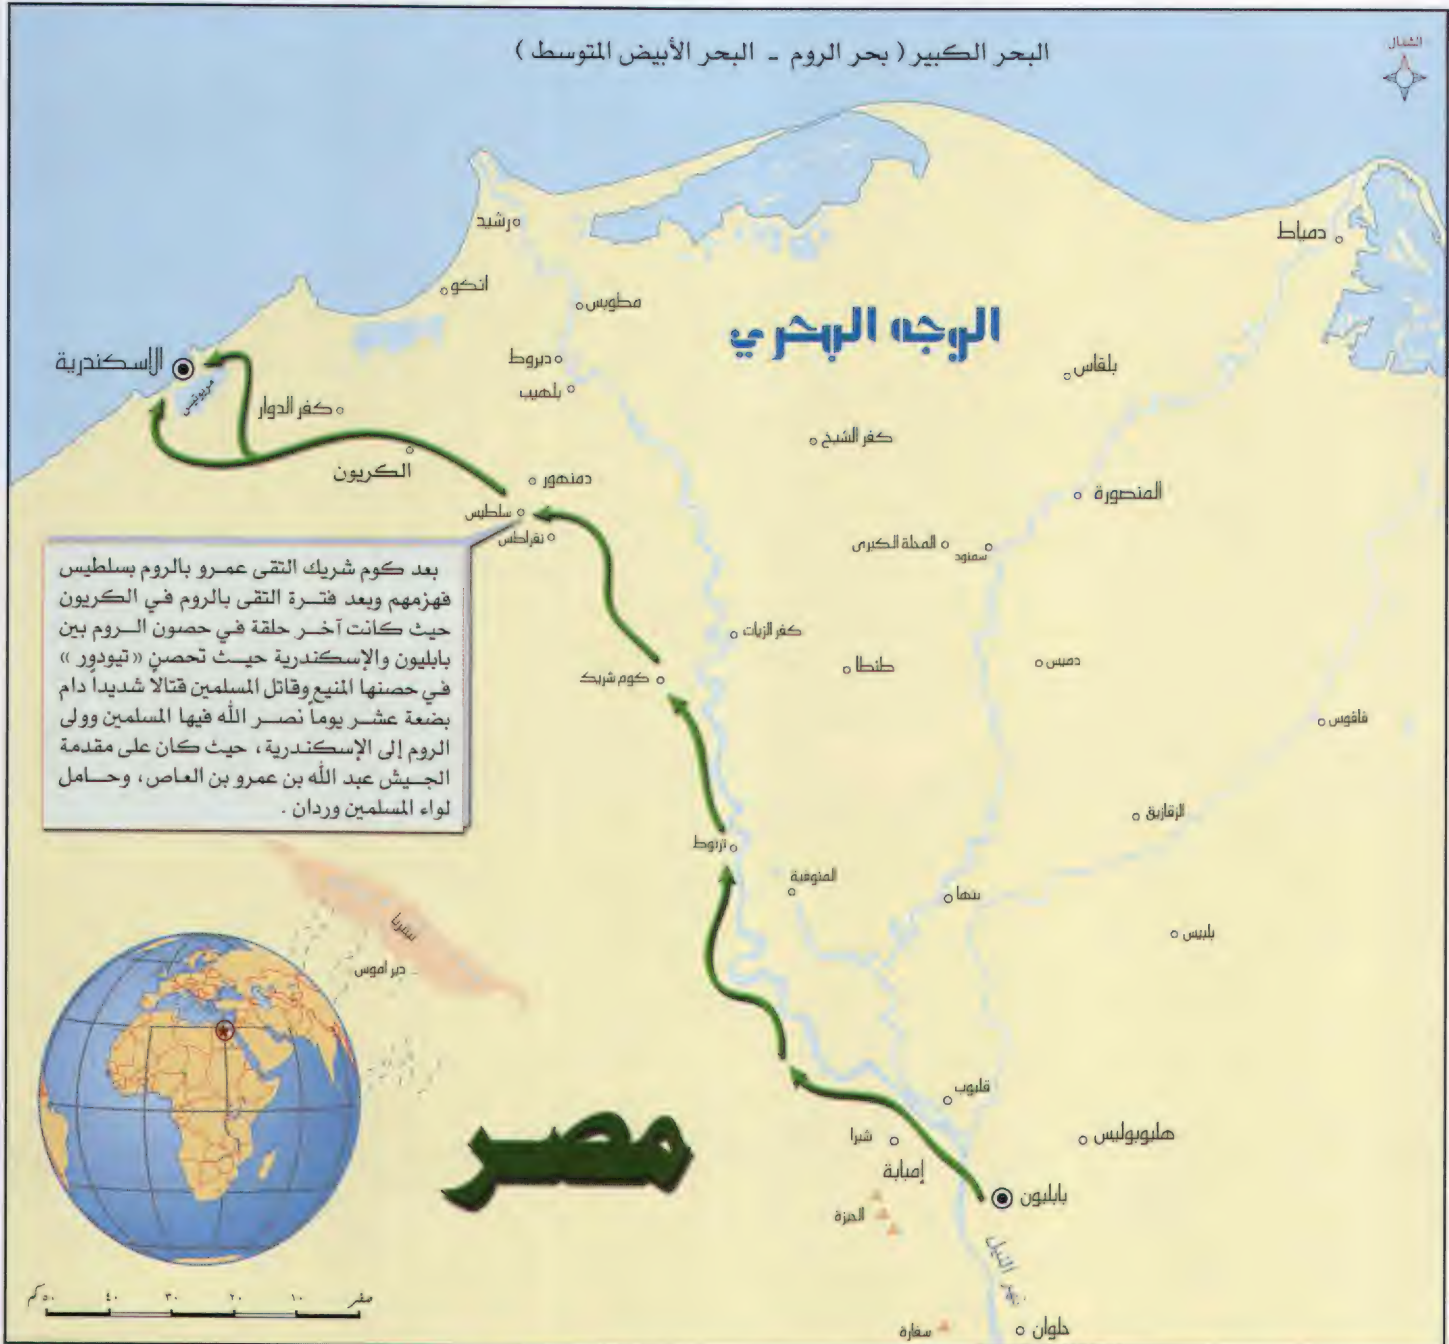 البحر الكبير ( بحر الروم - البحر الأبيض المتوسط )
الشمال
رشيد
دمياط
اتكو
مطوبس
الوجه البحري
الإسكندرية
مريوتيس
ديروط
بلهيب
بلقاس
كفر الدوار
كفر الشيخ
الكريون
دمنهور
المنصورة
سلطيس
نقراطس
المحلة الكبرى
سمنود
بعد كوم شريك التقى عمرو بالروم بسلطيس
فهزمهم وبعد فترة التقى بالروم في الكريون
حيث كانت آخر حلقة في حصون الروم بين
بابليون والإسكندرية حيث تحصن «تيودور»
في حصنها المنيع وقاتل المسلمين قتالا شديداً دام
بضعة عشر يوماً نصر الله فيها المسلمين وولى
الروم إلى الإسكندرية، حيث كان على مقدمة
الجيش عبد الله بن عمرو بن العاص، وحامل
لواء المسلمين وردان .
كفر الزيات
طنطا
دميس
كوم شريك
فاقوس
الزقازيق
ترنوط
المنوفية
بنها
بلبيس
نيتريا
دير اموس
قليوب
شبرا
هليوبوليس
إمبابة
مصر
بابليون
الجيزة
نهر النيل
حلوان
سقارة
صفر ١٠ ٢٠ ٣٠ ٤٠ ٥٠ كم